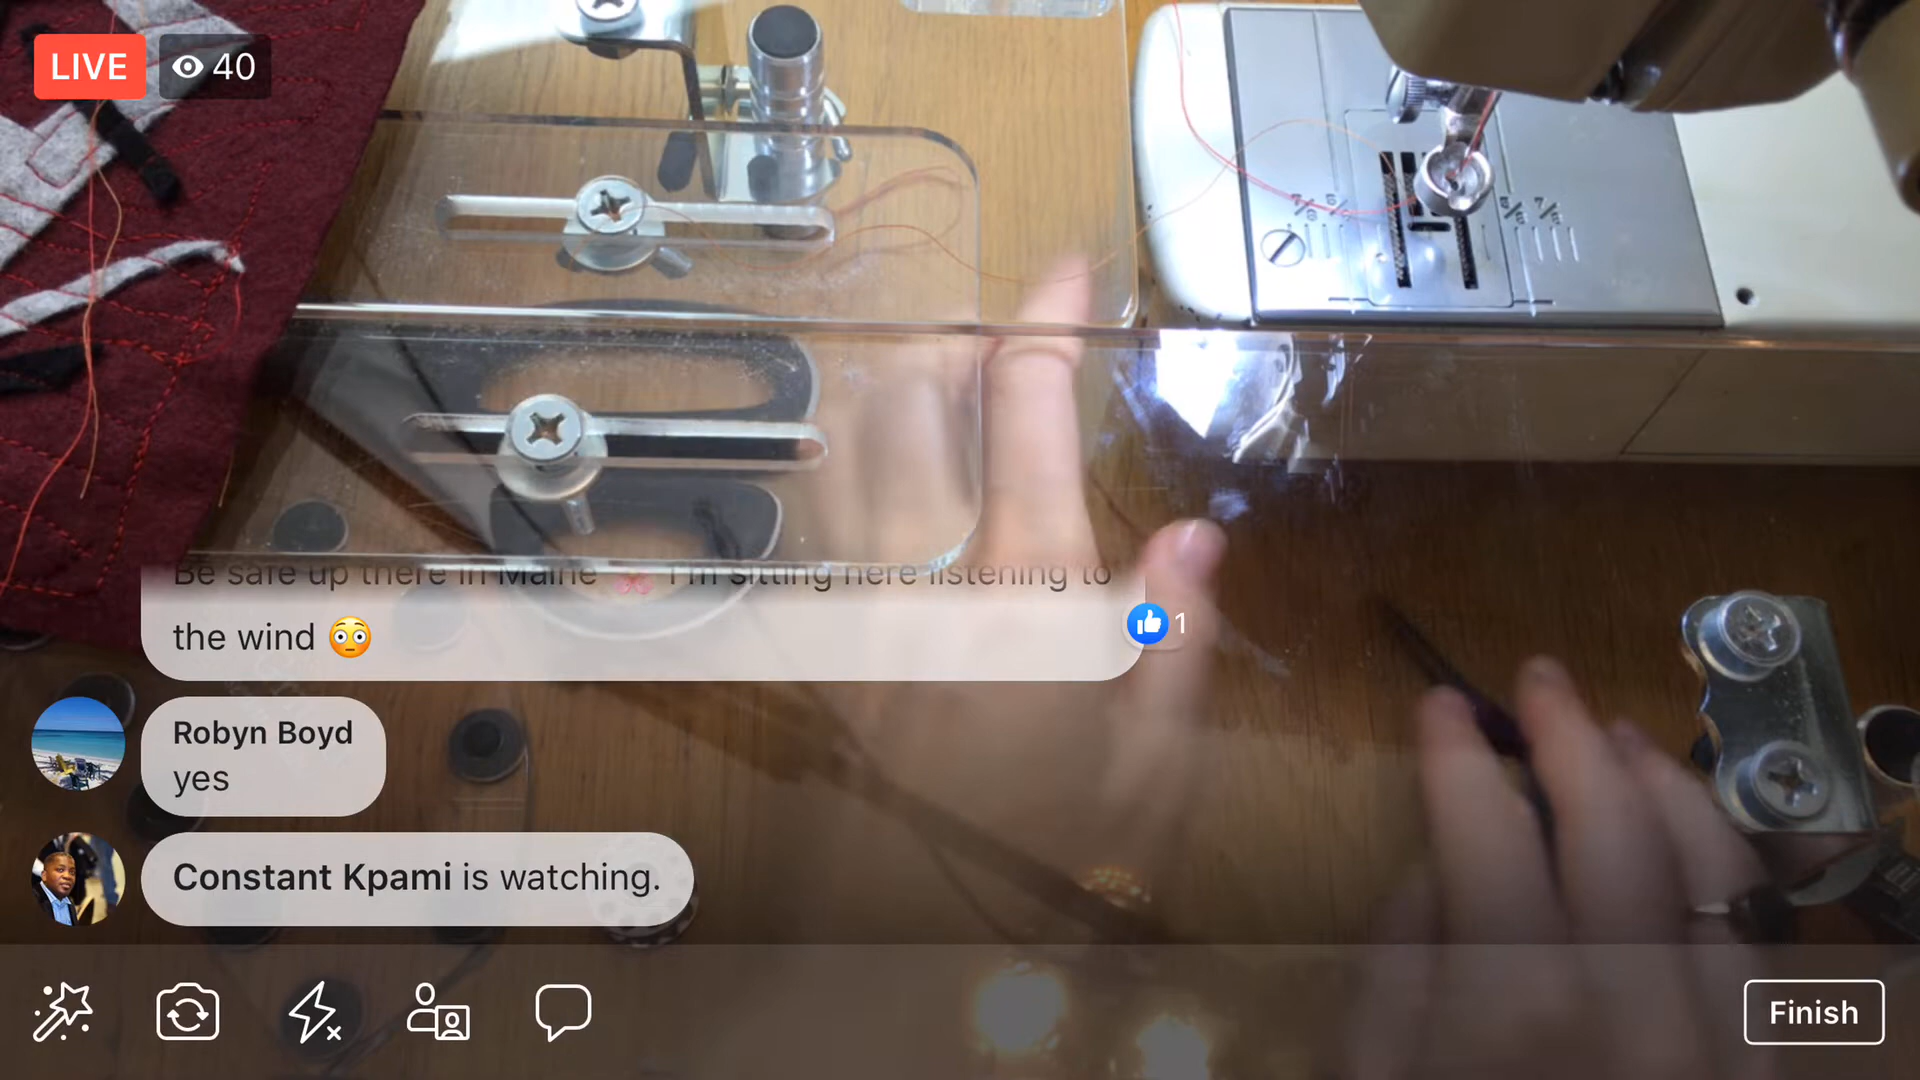 LIVE
40
Be safe up there in Maine 🌸 I'm sitting here listening to
the wind 😳
1
Robyn Boyd
yes
Constant Kpami is watching.
Finish